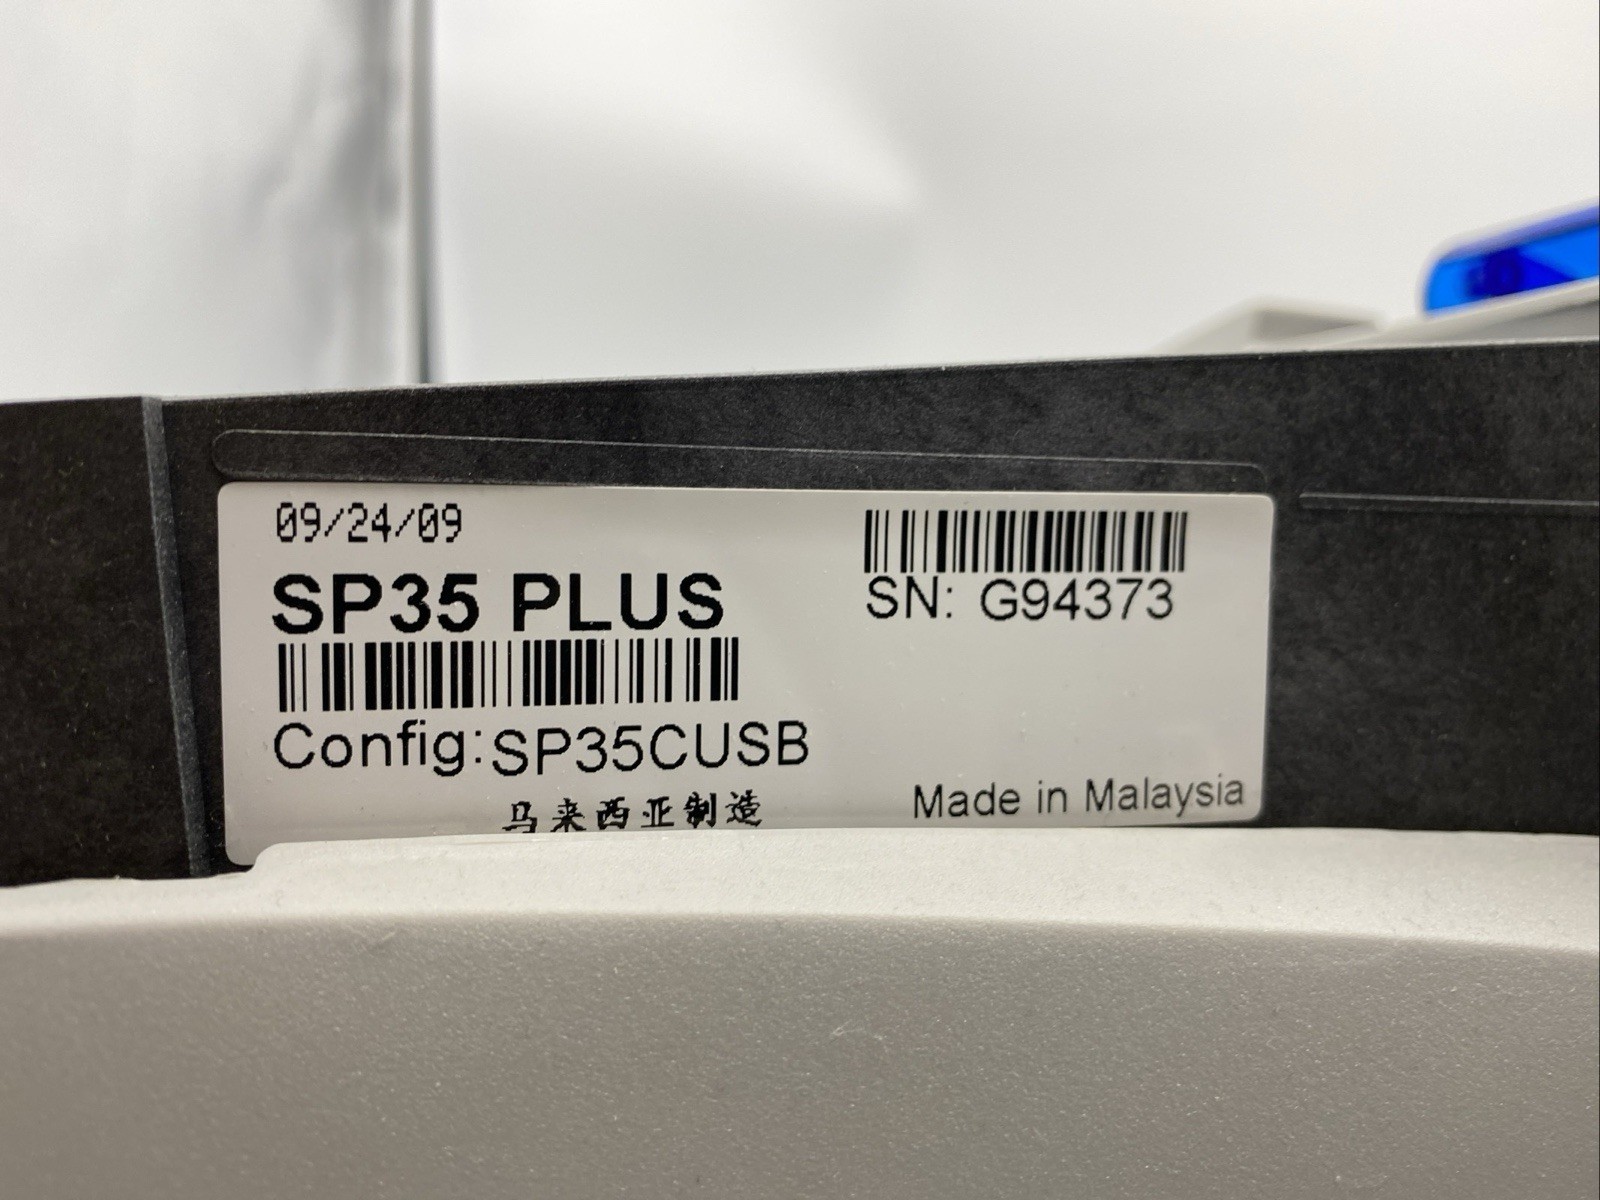 09/24/09
SP35 PLUS
Config:SP35CUSB
SN: G94373
马来西亚制造
Made in Malaysia